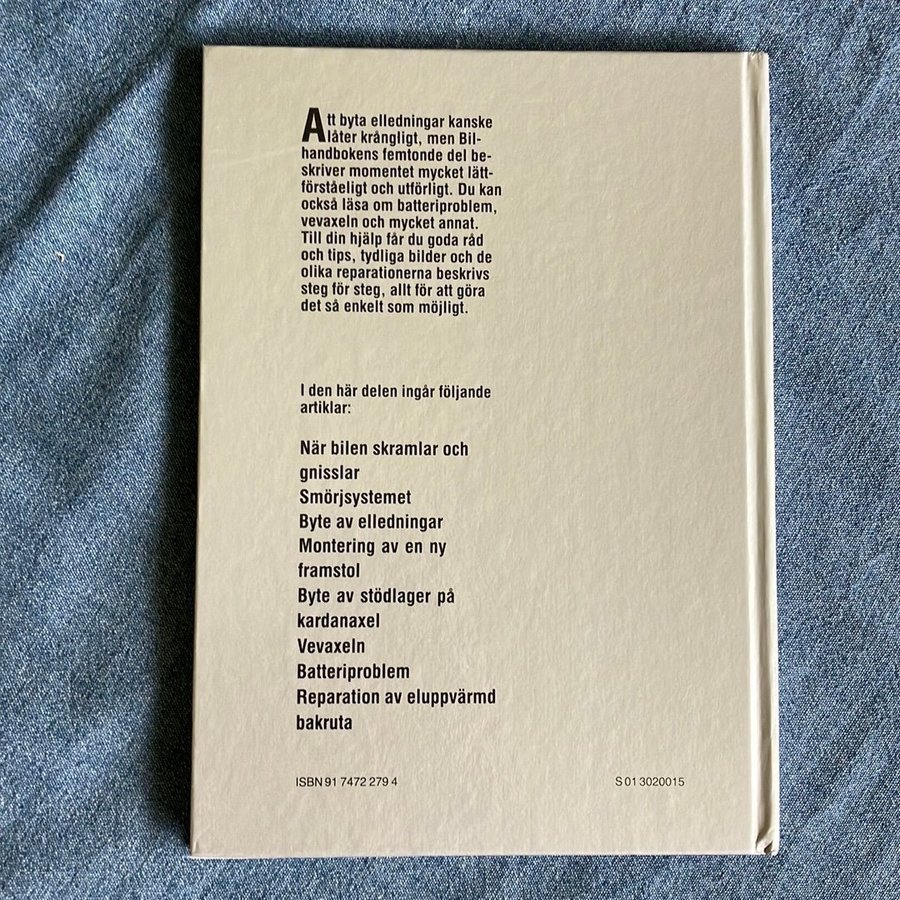 Att byta elledningar kanske
låter krångligt, men Bil-
handbokens femtonde del be-
skriver momentet mycket lätt-
förståeligt och utförligt. Du kan
också läsa om batteriproblem,
vevaxeln och mycket annat.
Till din hjälp får du goda råd
och tips, tydliga bilder och de
olika reparationerna beskrivs
steg för steg, allt för att göra
det så enkelt som möjligt.
I den här delen ingår följande
artiklar:
När bilen skramlar och
gnisslar
Smörjsystemet
Byte av elledningar
Montering av en ny
framstol
Byte av stödlager på
kardanaxel
Vevaxeln
Batteriproblem
Reparation av eluppvärmd
bakruta
ISBN 91 7472 279 4
S 01 3020015